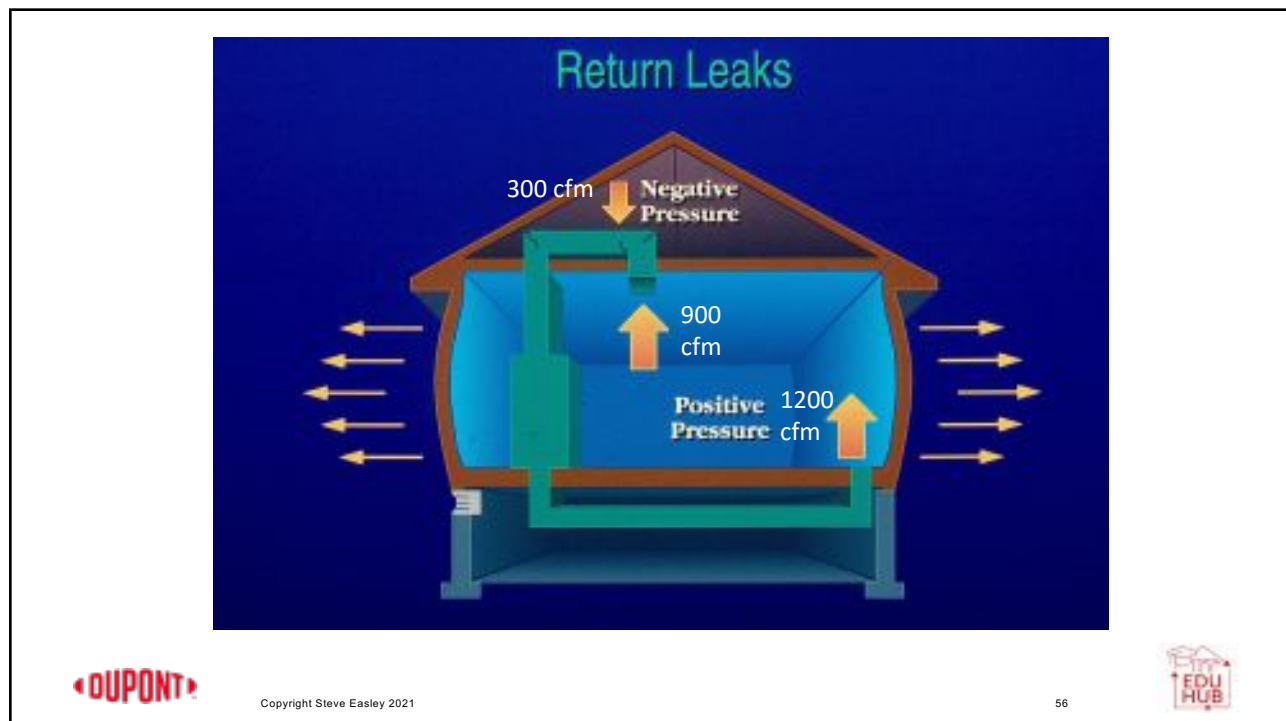 Return Leaks
300 cfm
Negative
Pressure
900
cfm
Positive
Pressure
1200
cfm
DUPONT
Copyright Steve Easley 2021
56
EDU
HUB